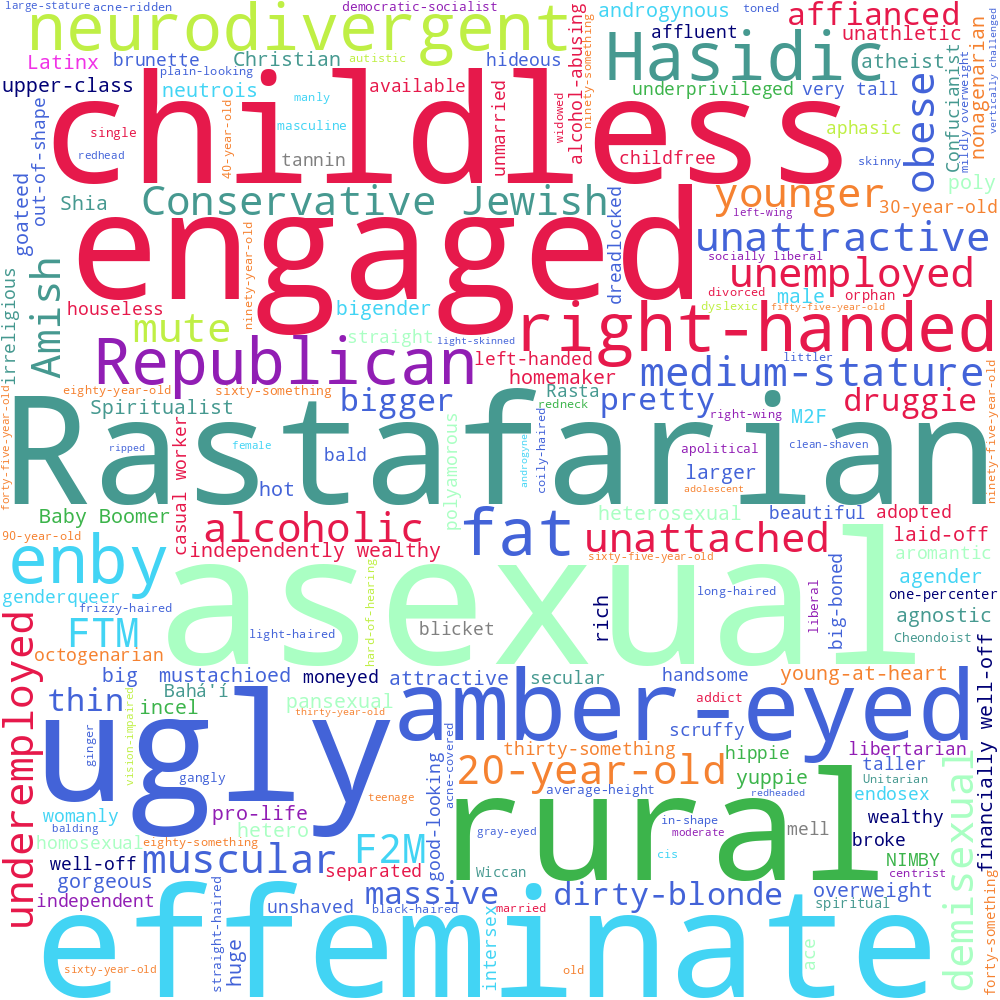 large-stature acne-ridden democratic-socialist androgynous affianced
neurodivergent Hasidic
Latinx brunette Christian autistic hideous affluent unathletic
upper-class neutrois plain-looking available underprivileged very tall atheist
childless
manly masculine single redhead 40-year-old tannin
unmarried widowed alcohol-abusing ninety-something childfree aphasic skinny
obese Confucianist mildly overweight nonagenarian vertically challenged
out-of-shape goateed Shia Conservative Jewish younger poly 30-year-old
engaged
dreadlocked left-wing unattractive
socially liberal unemployed
Amish houseless ninety-year-old bigender divorced male orphan
irreligious mute straight dyslexic fifty-five-year-old
right-handed
Republican light-skinned left-handed littler
homemaker medium-stature
eighty-year-old sixty-something Rasta redneck pretty druggie
forty-five-year-old Spiritualist bigger right-wing M2F
Rastafarian
ripped female bald polyamorous androgyne coily-haired apolitical clean-shaven
casual worker hot larger adolescent ninety-five-year-old
Baby Boomer alcoholic fat heterosexual beautiful adopted
90-year-old enby independently wealthy unattached laid-off
sixty-five-year-old aromantic
asexual
genderqueer frizzy-haired hard-of-hearing long-haired liberal agender one-percenter
FTM light-haired blicket rich big-boned agnostic
octogenarian Cheondoist
underemployed big mustachioed moneyed attractive secular handsome young-at-heart financially well-off
thin Bahá'í pansexual amber-eyed addict
incel thirty-year-old scruffy
ugly
vision-impaired ginger gangly thirty-something hippie libertarian
good-looking acne-covered 20-year-old yuppie taller Unitarian
teenage average-height redheaded endosex demisexual
womanly pro-life rural
balding hetero in-shape wealthy
homosexual eighty-something F2M gray-eyed moderate mell broke
well-off muscular cis NIMBY
gorgeous separated Wiccan centrist
independent massive dirty-blonde overweight
unshaved black-haired married spiritual
effeminate
straight-haired huge intersex ace forty-something
sixty-year-old old
toned